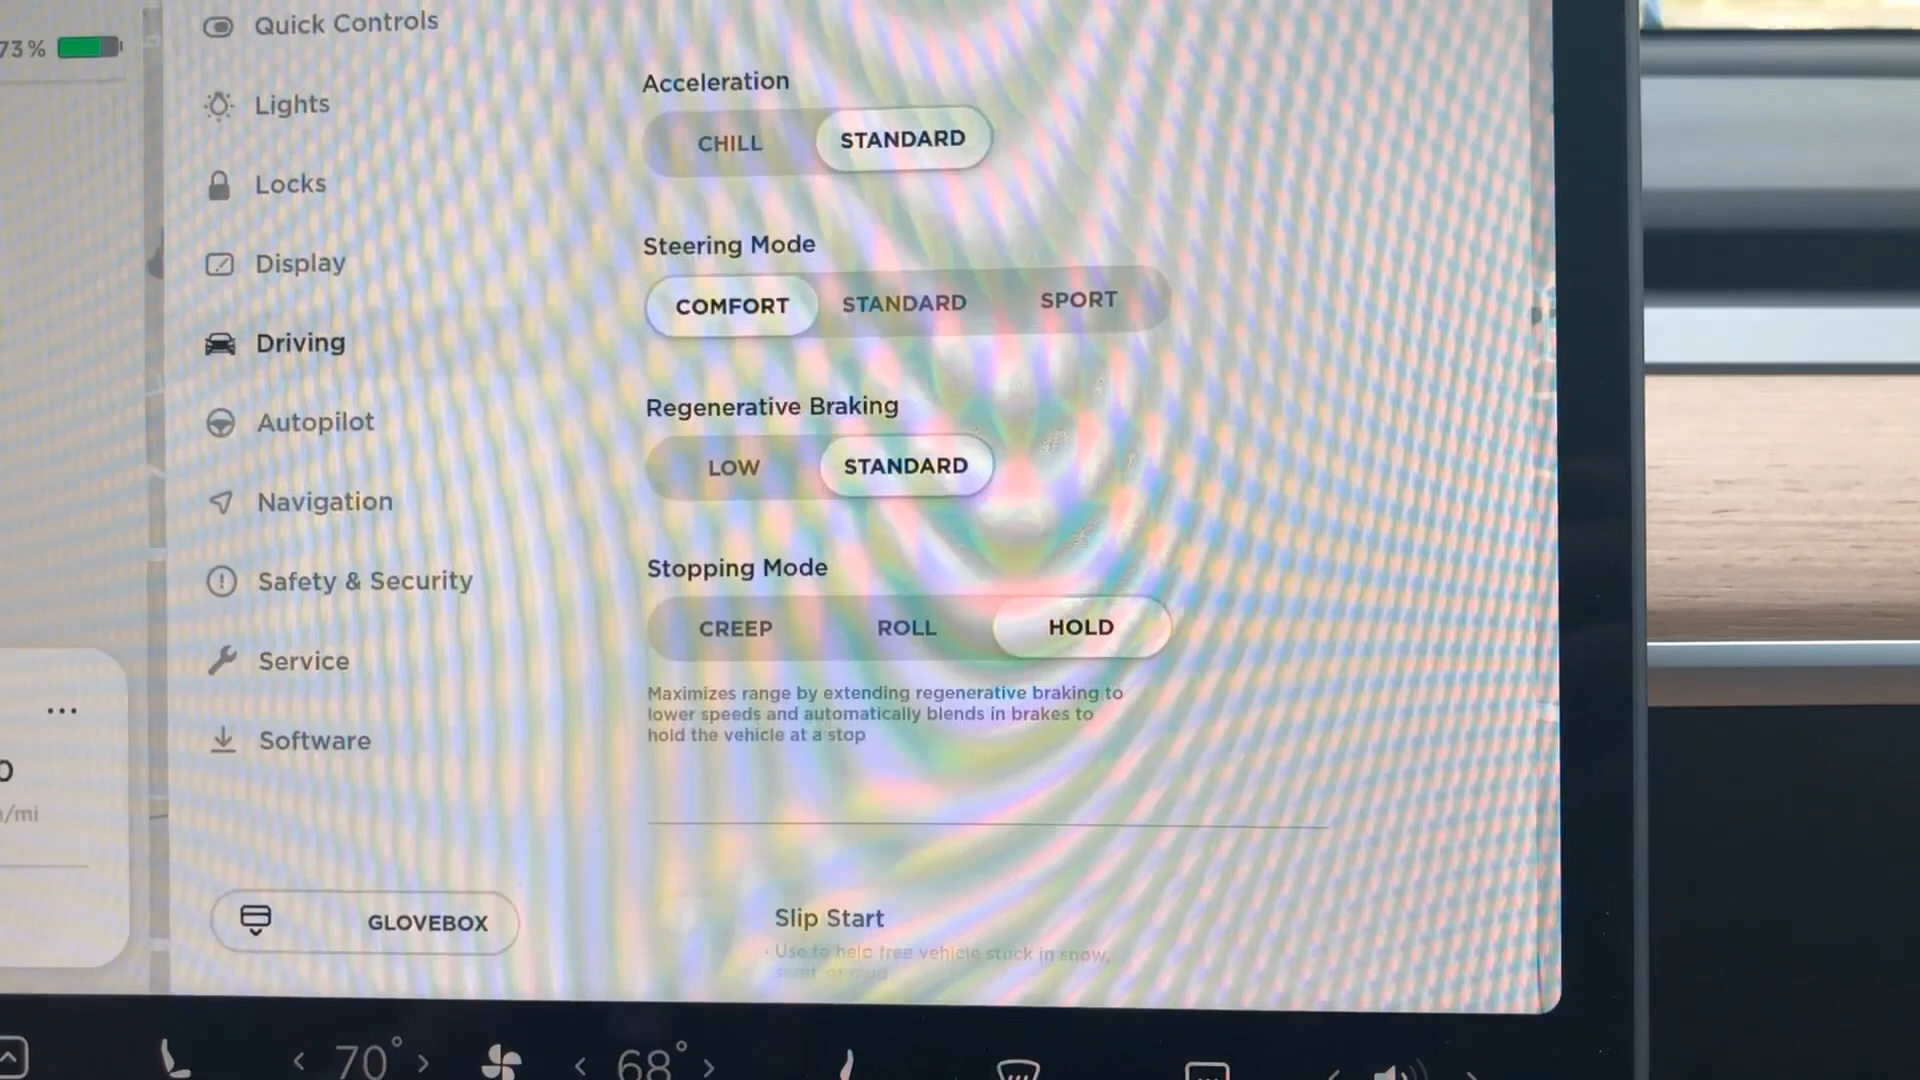 73%
Quick Controls
Lights
Locks
Display
Driving
Autopilot
Navigation
Safety & Security
Service
Software
GLOVEBOX
Acceleration
CHILL STANDARD
Steering Mode
COMFORT STANDARD SPORT
Regenerative Braking
LOW STANDARD
Stopping Mode
CREEP ROLL HOLD
Maximizes range by extending regenerative braking to
lower speeds and automatically blends in brakes to
hold the vehicle at a stop
Slip Start
Use to help free vehicle stuck in snow,
sand, or mud
/mi
< 70° > < 68° >